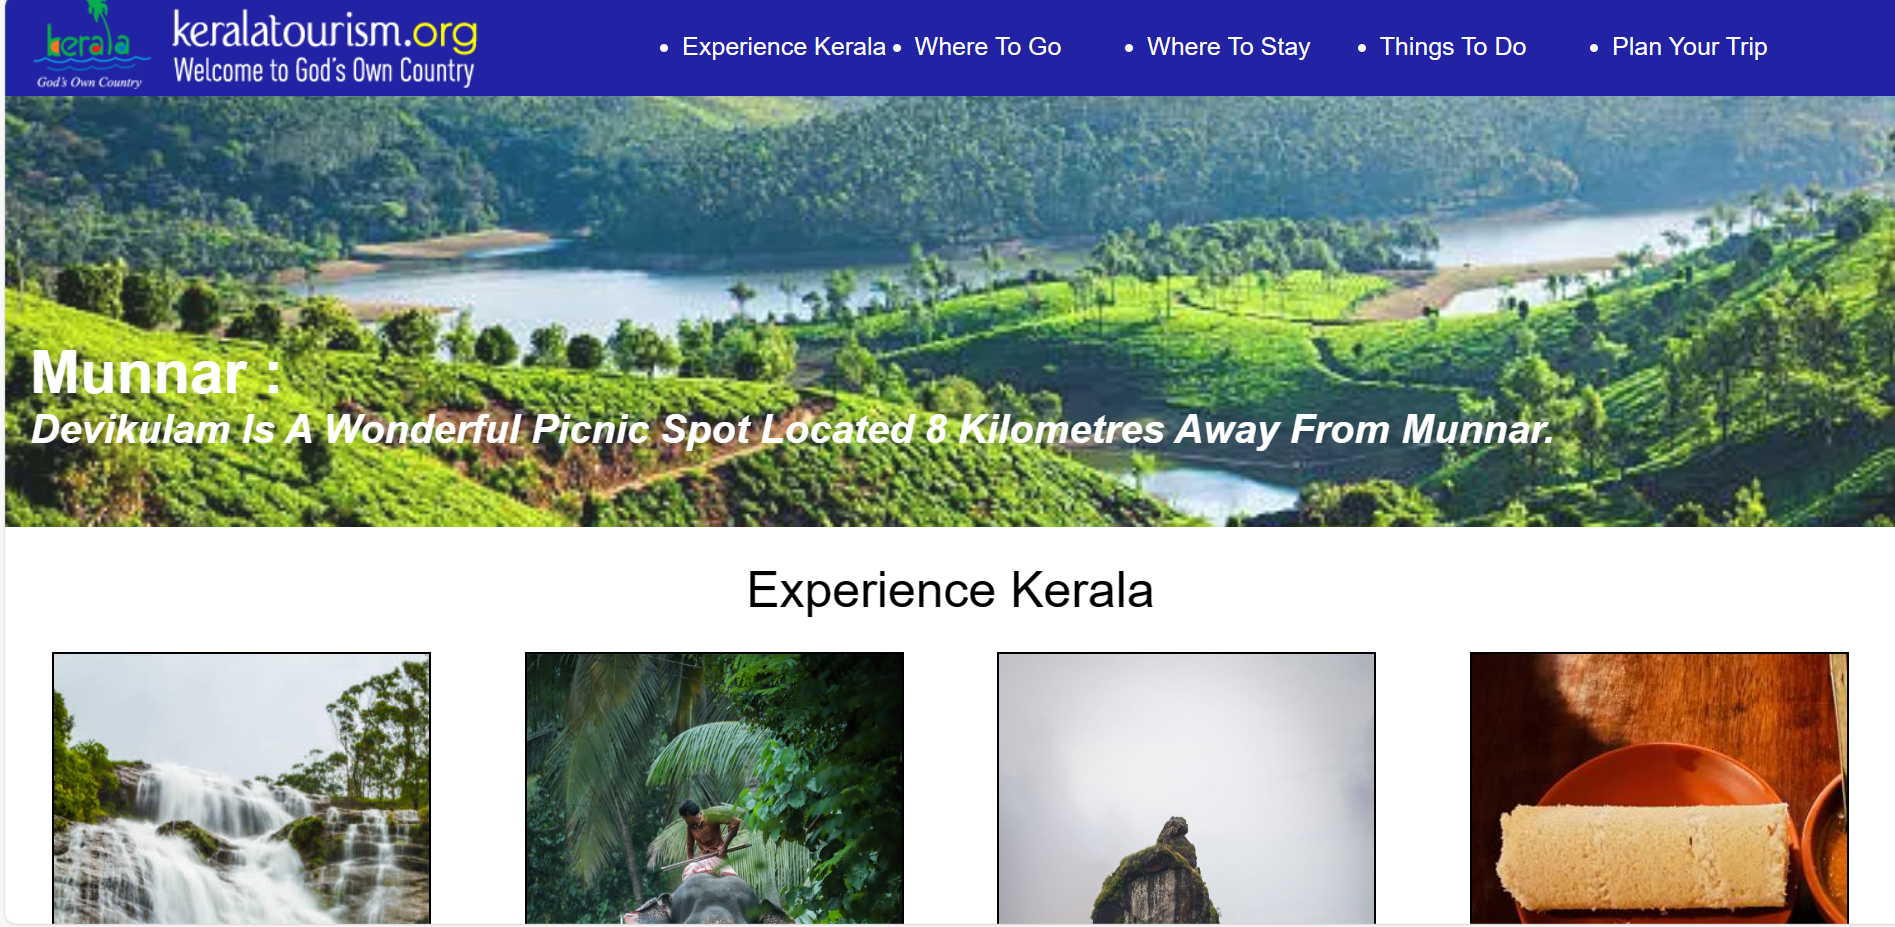 kerala
God's Own Country
keralatourism.org
Welcome to God's Own Country
Experience Kerala
Where To Go
Where To Stay
Things To Do
Plan Your Trip
Munnar :
Devikulam Is A Wonderful Picnic Spot Located 8 Kilometres Away From Munnar.
Experience Kerala